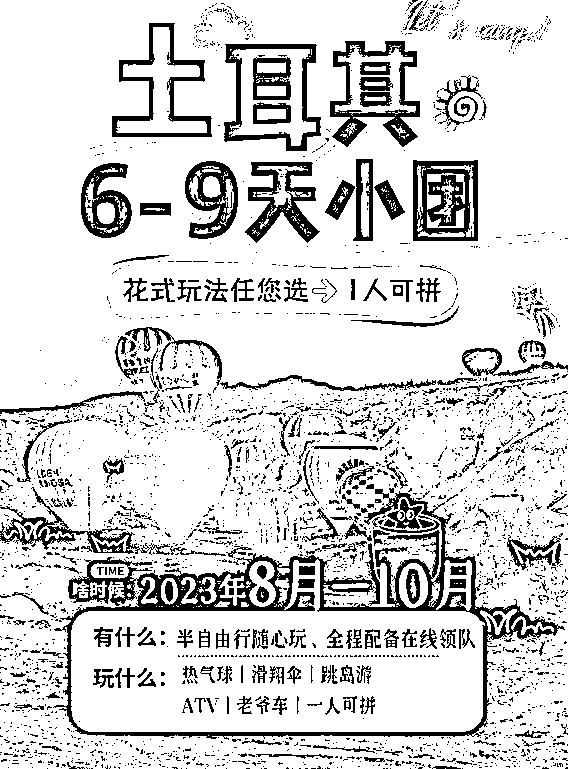 Let's camp!
土耳其
6-9天小团
花式玩法任您选⇨1人可拼
TIME
啥时候: 2023年8月—10月
有什么: 半自由行随心玩、全程配备在线领队
玩什么: 热气球 | 滑翔伞 | 跳岛游
ATV | 老爷车 | 一人可拼